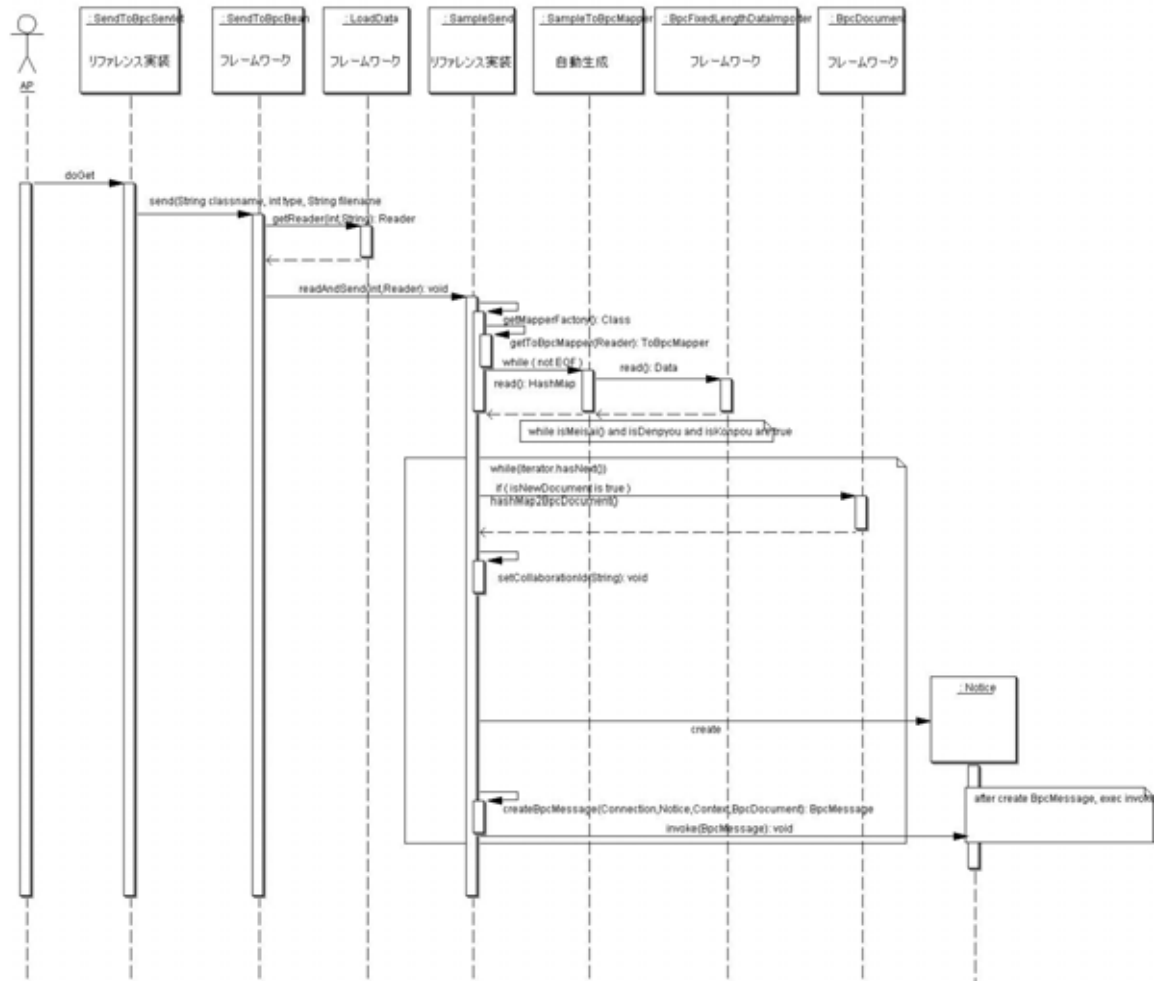 : SendToBpcServlet
: SendToBpcBean
: LoadData
: SampleSend
: SampleToBpcMapper
: BpcFixedLengthDataImporter
: BpcDocument
リファレンス実装
フレームワーク
フレームワーク
リファレンス実装
自動生成
フレームワーク
フレームワーク
AP
doGet
send(String classname, int type, String filename
getReader(int,String): Reader
readAndSend(int,Reader): void
getMapperFactory(): Class
getToBpcMapper(Reader): ToBpcMapper
while ( not EOF )
read(): Data
read(): HashMap
while isMeisai() and isDenpyou and isKonpou are true
while(iterator.hasNext())
if ( isNewDocument is true )
hashMap2BpcDocument()
setCollaborationId(String): void
: Notice
create
after create BpcMessage, exec invoke
createBpcMessage(Connection,Notice,Context,BpcDocument): BpcMessage
invoke(BpcMessage): void